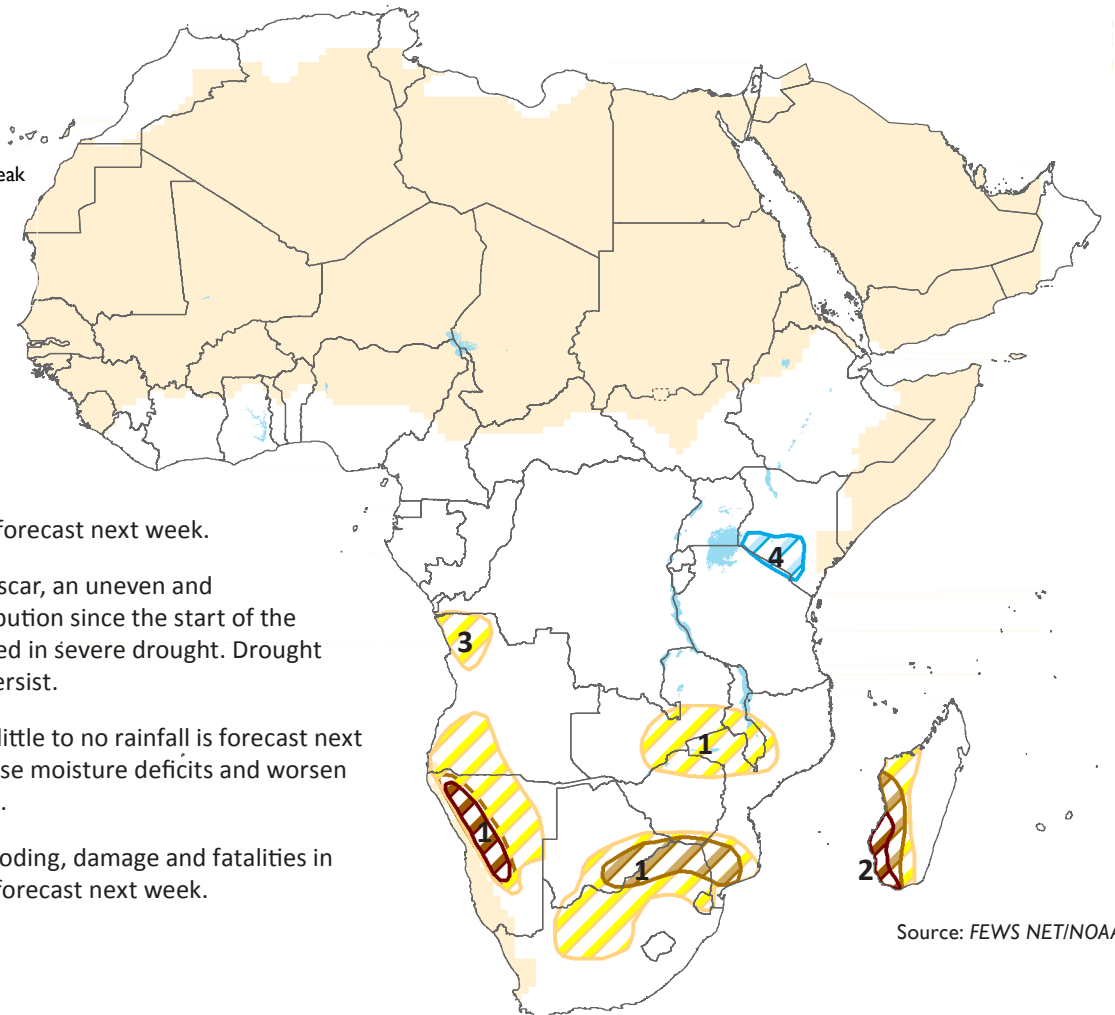 eak
forecast next week.
scar, an uneven and
bution since the start of the
ed in severe drought. Drought
ersist.
little to no rainfall is forecast next
se moisture deficits and worsen
.
oding, damage and fatalities in
forecast next week.
4
3
1
1
1
2
Source: FEWS NET/NOAA